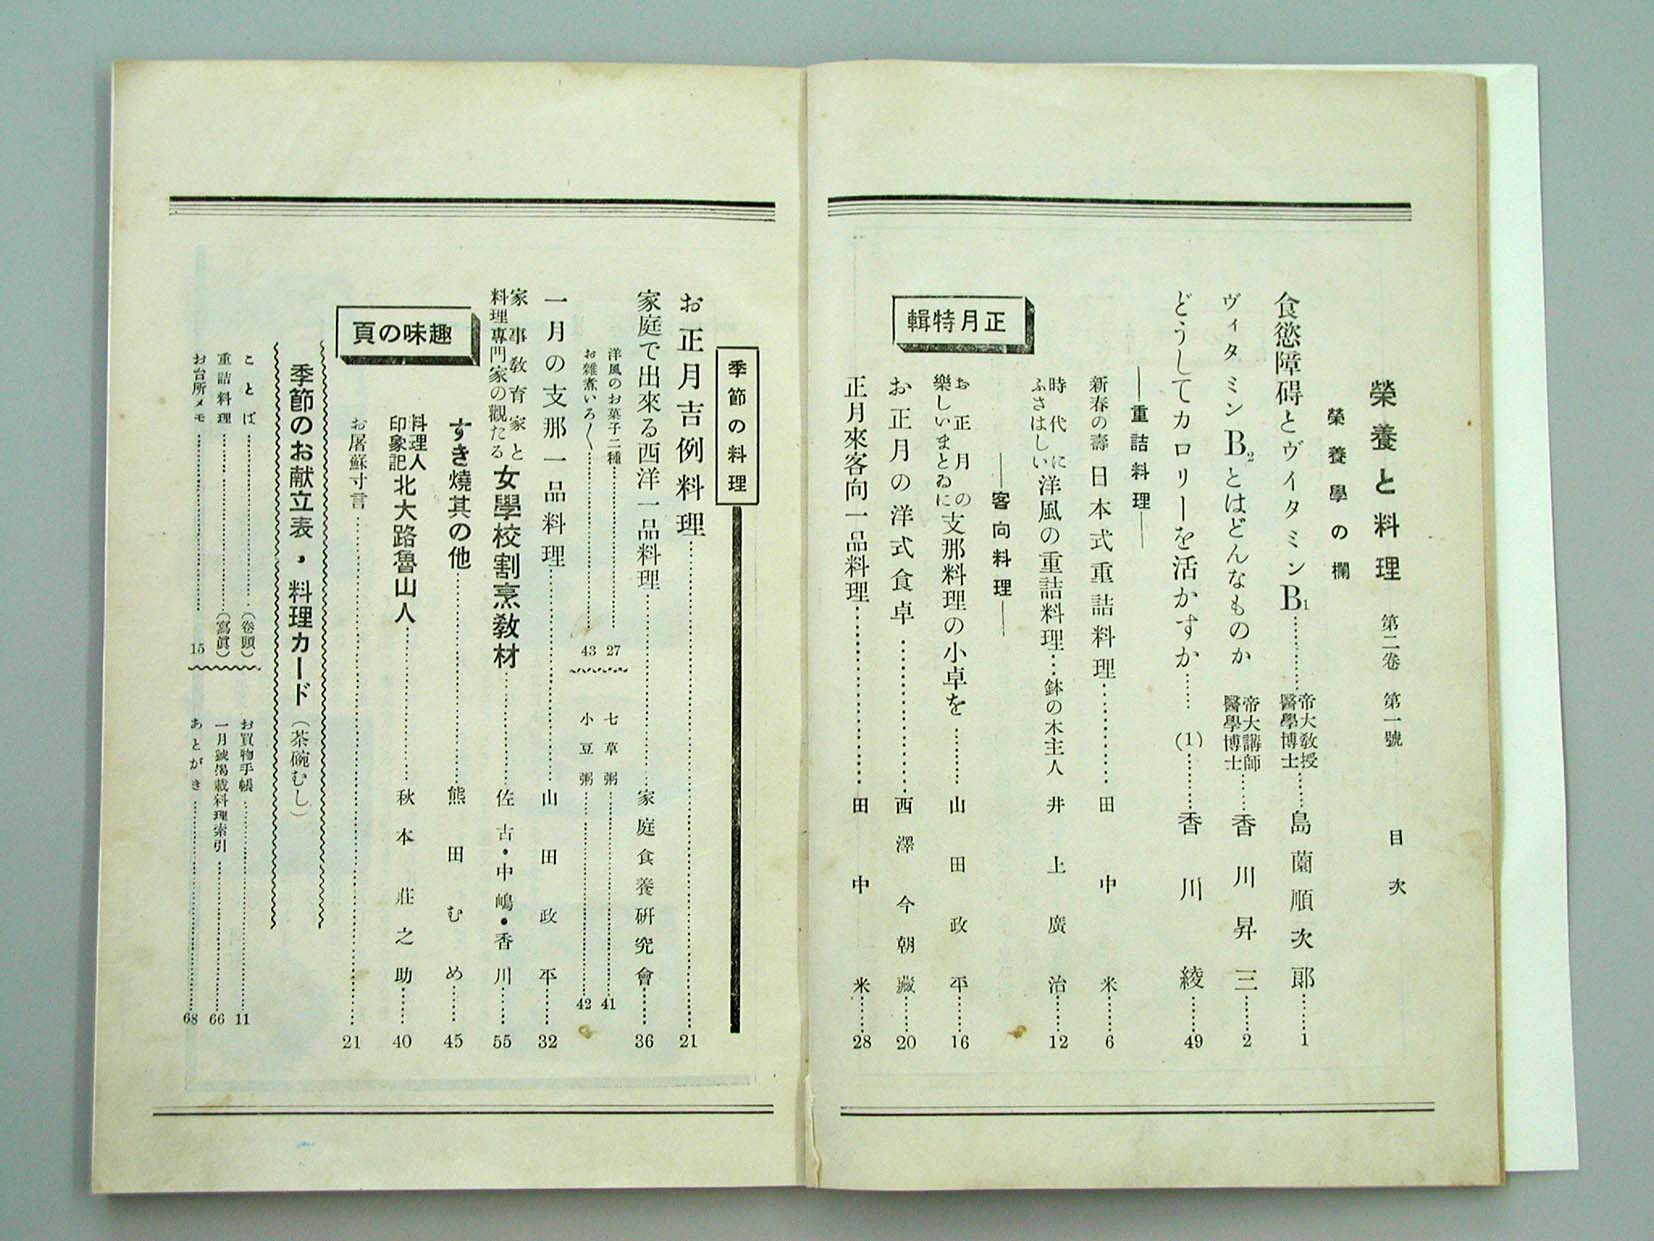 榮養と料理 第二卷 第一號 目次
榮養學の欄
食慾障碍とヴィタミンB1……帝大教授 醫學博士…島薗順次郎…1
ヴィタミンB2とはどんなものか 帝大講師 醫學博士…香川昇三…2
どうしてカロリーを活かすか……(1)……香川綾…49
正月特輯
―重詰料理―
新春の壽 日本式重詰料理……田中米…6
時代に ふさはしい 洋風の重詰料理…鉢の木主人 井上廣治…12
―客向料理―
お正月の 樂しいまとゐに 支那料理の小卓を……山田政平…16
お正月の洋式食卓……西澤今朝藏…20
正月來客向一品料理……田中米…28
季節の料理
お正月吉例料理……21
家庭で出來る西洋一品料理……家庭食養研究會…36
洋風のお菓子二種……27
お雜煮いろ〳〵……43
七草粥……41
小豆粥……42
一月の支那一品料理……山田政平…32
家事教育家と 料理專門家の觀たる 女學校割烹教材……佐古・中嶋・香川…55
趣味の頁
すき燒其の他……熊田むめ…45
料理人 印象記 北大路魯山人……秋本莊之助…40
お屠蘇寸言……21
季節のお献立表，料理カード（茶碗むし）
ことば……（卷頭）
重詰料理……（寫眞）
お台所メモ……15
お買物手帳……11
一月號掲載料理索引……66
あとがき……68